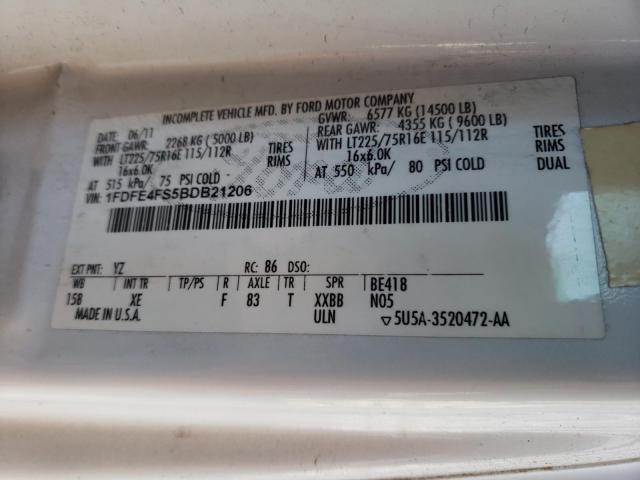 INCOMPLETE VEHICLE MFD. BY FORD MOTOR COMPANY
06/11 GVWR: 6577 KG (14500 LB)
FRONT GAWR: 2268 KG (5000 LB) REAR GAWR: 4355 KG (9600 LB)
WITH LT225/75R16E 115/112R TIRES WITH LT225/75R16E 115/112R TIRES
16x6.0K RIMS 16x6.0K RIMS
AT 515 kPa/ 75 PSI COLD AT 550 kPa/ 80 PSI COLD DUAL
VIN: 1FDFE4FS5BDB21206
EXT PNT: YZ RC: 86 DSO:
WB INT TR TP/PS R AXLE TR SPR BE418
158 XE F 83 T XXBB N05
MADE IN U.S.A. ULN ▽5U5A-3520472-AA